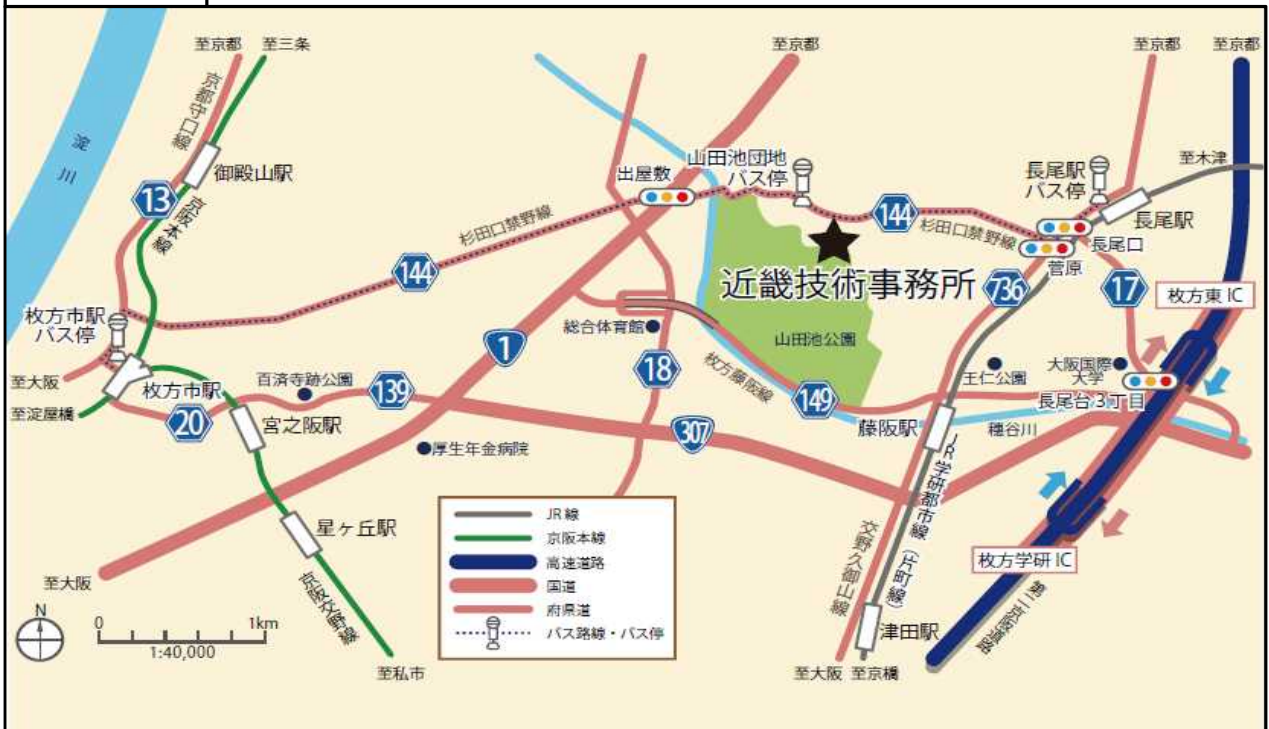 至京都
至三条
至京都
至京都
至京都
京都守口線
淀川
御殿山駅
13
京阪本線
出屋敷
山田池団地
バス停
長尾駅
バス停
至木津
長尾駅
144
杉田口禁野線
杉田口禁野線
144
長尾口
菅原
近畿技術事務所
736
17
枚方東IC
枚方市駅
バス停
1
総合体育館
山田池公園
18
枚方藤阪線
王仁公園
大阪国際
大学
至大阪
枚方市駅
百済寺跡公園
139
149
長尾台3丁目
至淀屋橋
20
宮之阪駅
307
藤阪駅
穂谷川
厚生年金病院
JR学研都市線(片町線)
星ヶ丘駅
交野久御山線
枚方学研IC
JR線
京阪本線
高速道路
国道
府県道
バス路線・バス停
至大阪
京阪交野線
第二京阪道路
N
0
1km
1:40,000
津田駅
至私市
至大阪
至京橋